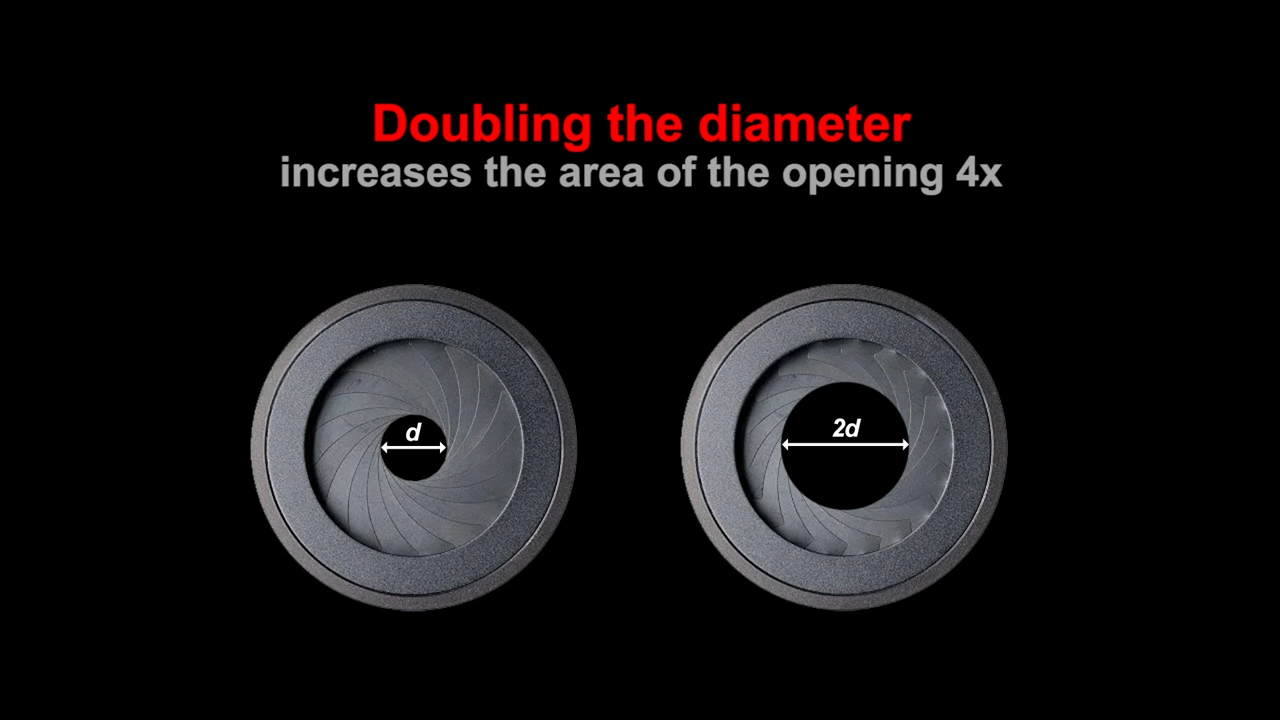 Doubling the diameter
increases the area of the opening 4x
d
2d